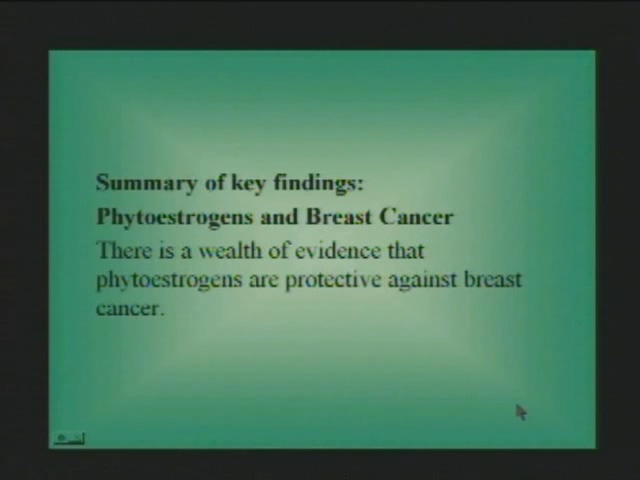 Summary of key findings:
Phytoestrogens and Breast Cancer
There is a wealth of evidence that
phytoestrogens are protective against breast
cancer.